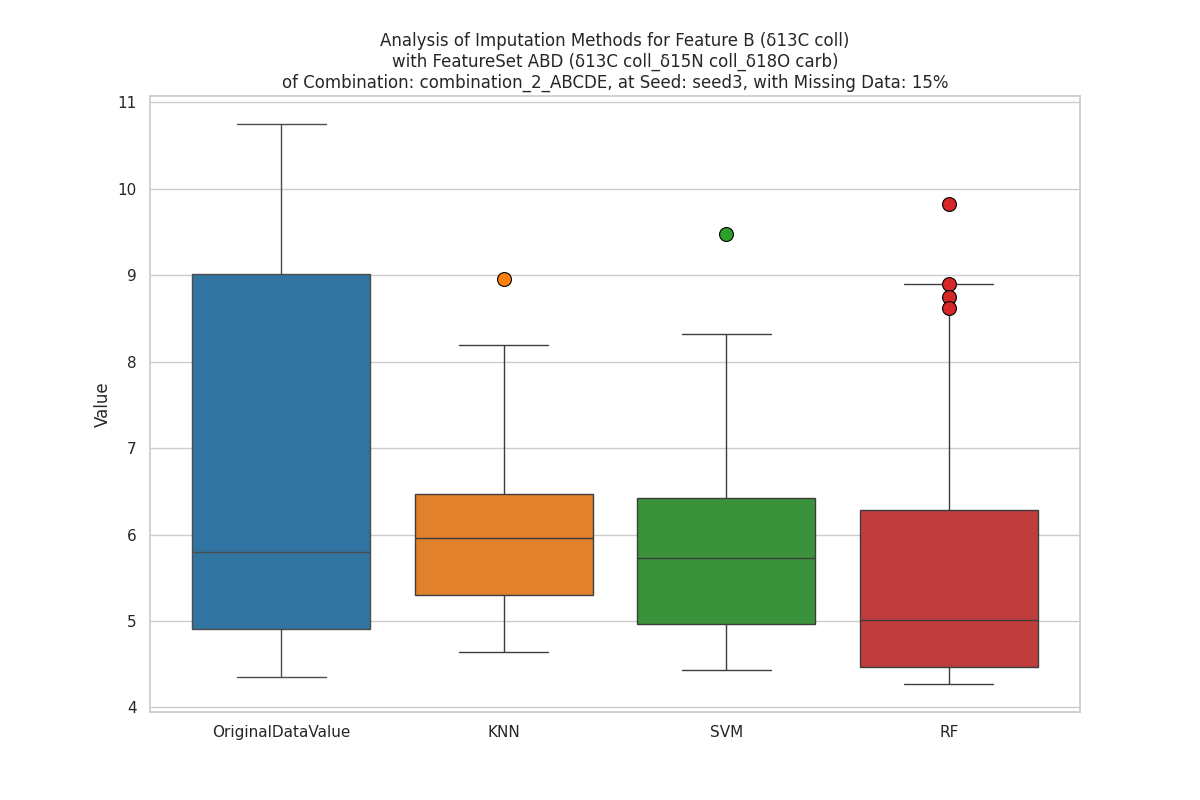 Analysis of Imputation Methods for Feature B (δ13C coll)
with FeatureSet ABD (δ13C coll_δ15N coll_δ18O carb)
of Combination: combination_2_ABCDE, at Seed: seed3, with Missing Data: 15%
11
10
9
8
7
6
5
4
Value
OriginalDataValue KNN SVM RF